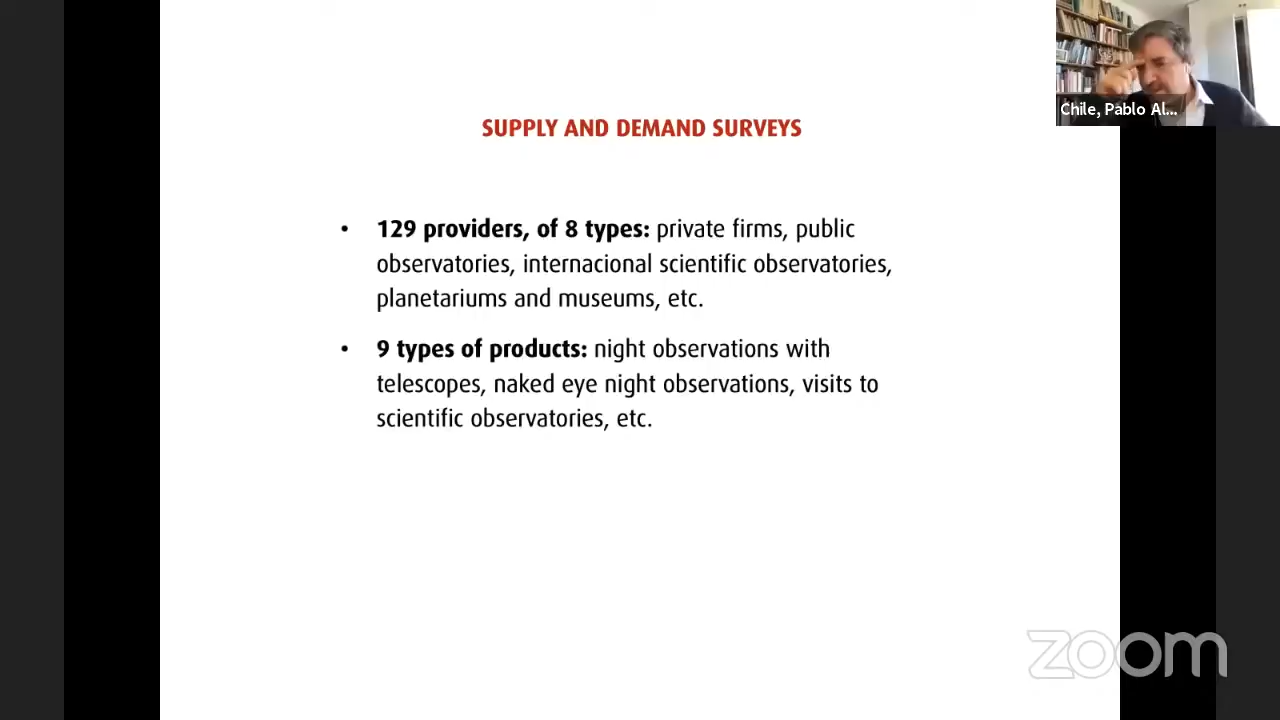 Chile, Pablo Al...
SUPPLY AND DEMAND SURVEYS
• 129 providers, of 8 types: private firms, public
observatories, internacional scientific observatories,
planetariums and museums, etc.
• 9 types of products: night observations with
telescopes, naked eye night observations, visits to
scientific observatories, etc.
zoom